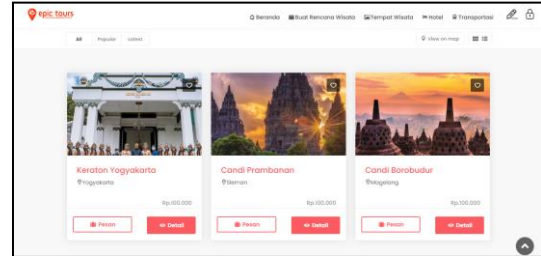 epic tours
Beranda Buat Rencana Wisata Tempat Wisata Hotel Transportasi
All Popular Latest
View on map
Keraton Yogyakarta
Yogyakarta
Rp.100.000
Pesan Detail
Candi Prambanan
Sleman
Rp.100.000
Pesan Detail
Candi Borobudur
Magelang
Rp.100.000
Pesan Detail